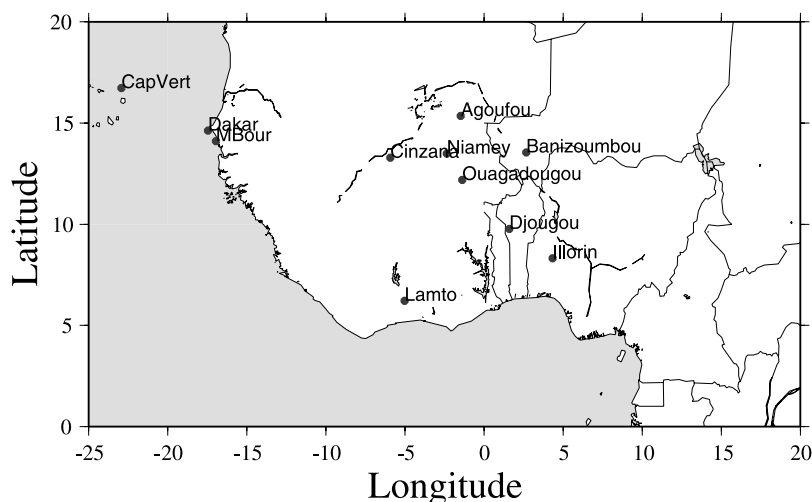 20
15
10
5
0
Latitude
CapVert
Dakar
MBour
Agoufou
Cinzana
Niamey
Banizoumbou
Ouagadougou
Djougou
Illorin
Lamto
-25 -20 -15 -10 -5 0 5 10 15 20
Longitude